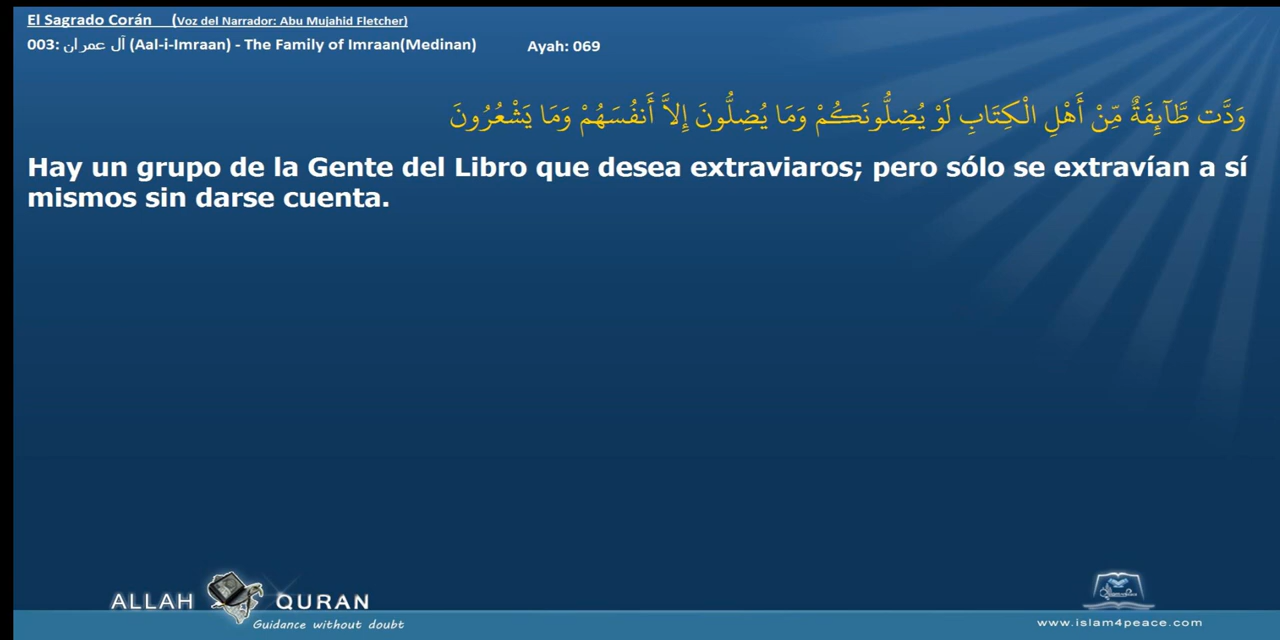 El Sagrado Corán (Voz del Narrador: Abu Mujahid Fletcher)
003: آل عمران (Aal-i-Imraan) - The Family of Imraan(Medinan) Ayah: 069
وَدَّت طَّآئِفَةٌ مِّنْ أَهْلِ الْكِتَابِ لَوْ يُضِلُّونَكُمْ وَمَا يُضِلُّونَ إِلاَّ أَنفُسَهُمْ وَمَا يَشْعُرُونَ
Hay un grupo de la Gente del Libro que desea extraviaros; pero sólo se extravían a sí
mismos sin darse cuenta.
ALLAH QURAN
Guidance without doubt
www.islam4peace.com